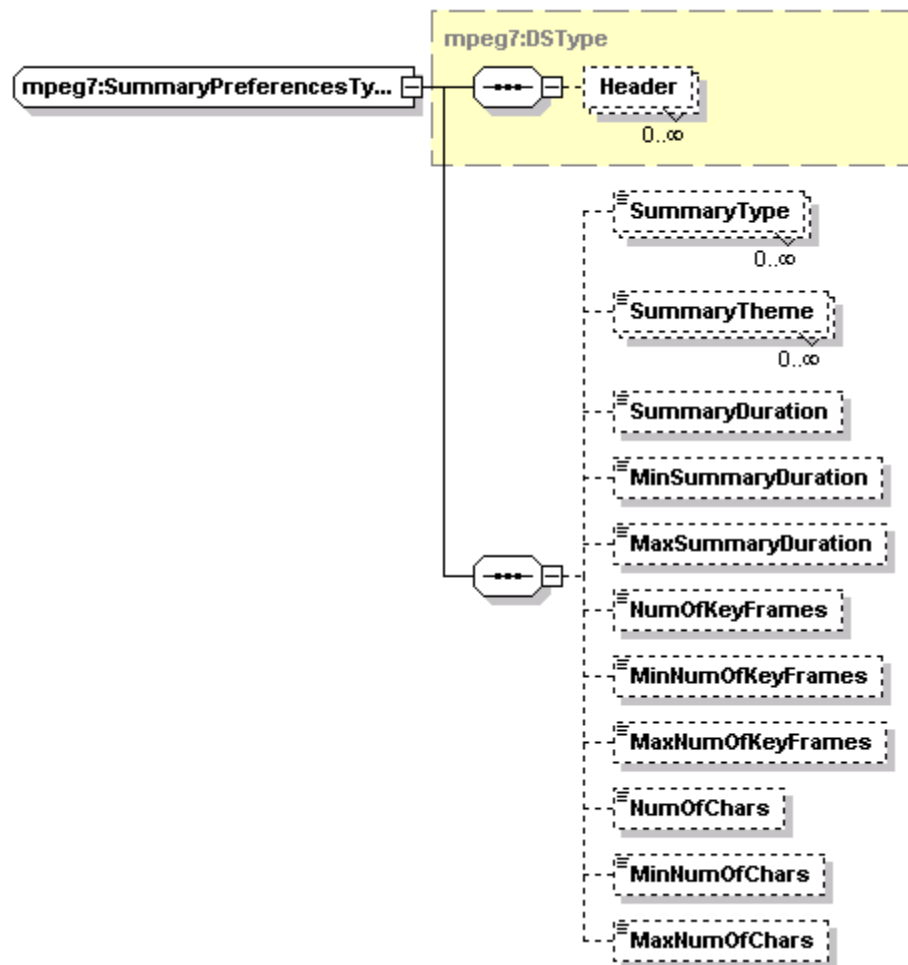 mpeg7:DSType
mpeg7:SummaryPreferencesTy...
Header
0..∞
SummaryType
0..∞
SummaryTheme
0..∞
SummaryDuration
MinSummaryDuration
MaxSummaryDuration
NumOfKeyFrames
MinNumOfKeyFrames
MaxNumOfKeyFrames
NumOfChars
MinNumOfChars
MaxNumOfChars